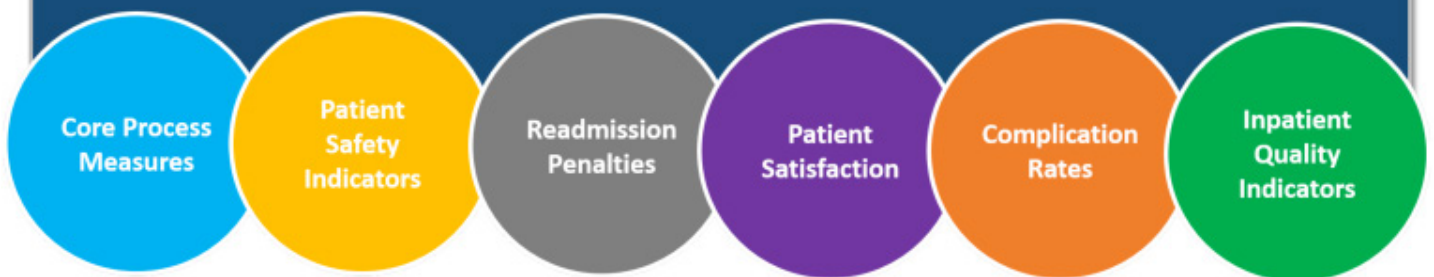 Core Process
Measures
Patient
Safety
Indicators
Readmission
Penalties
Patient
Satisfaction
Complication
Rates
Inpatient
Quality
Indicators